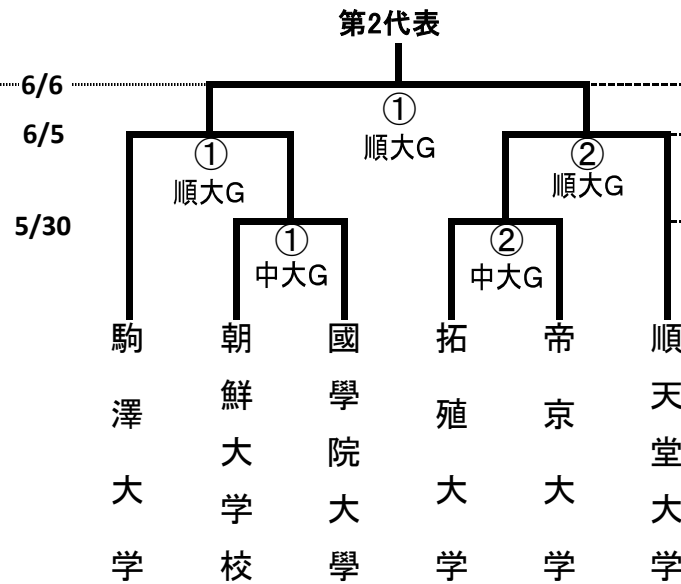 第2代表
6/6
①
順大G
6/5
①
順大G
②
順大G
5/30
①
中大G
②
中大G
駒澤大学
朝鮮大学校
國學院大學
拓殖大学
帝京大学
順天堂大学